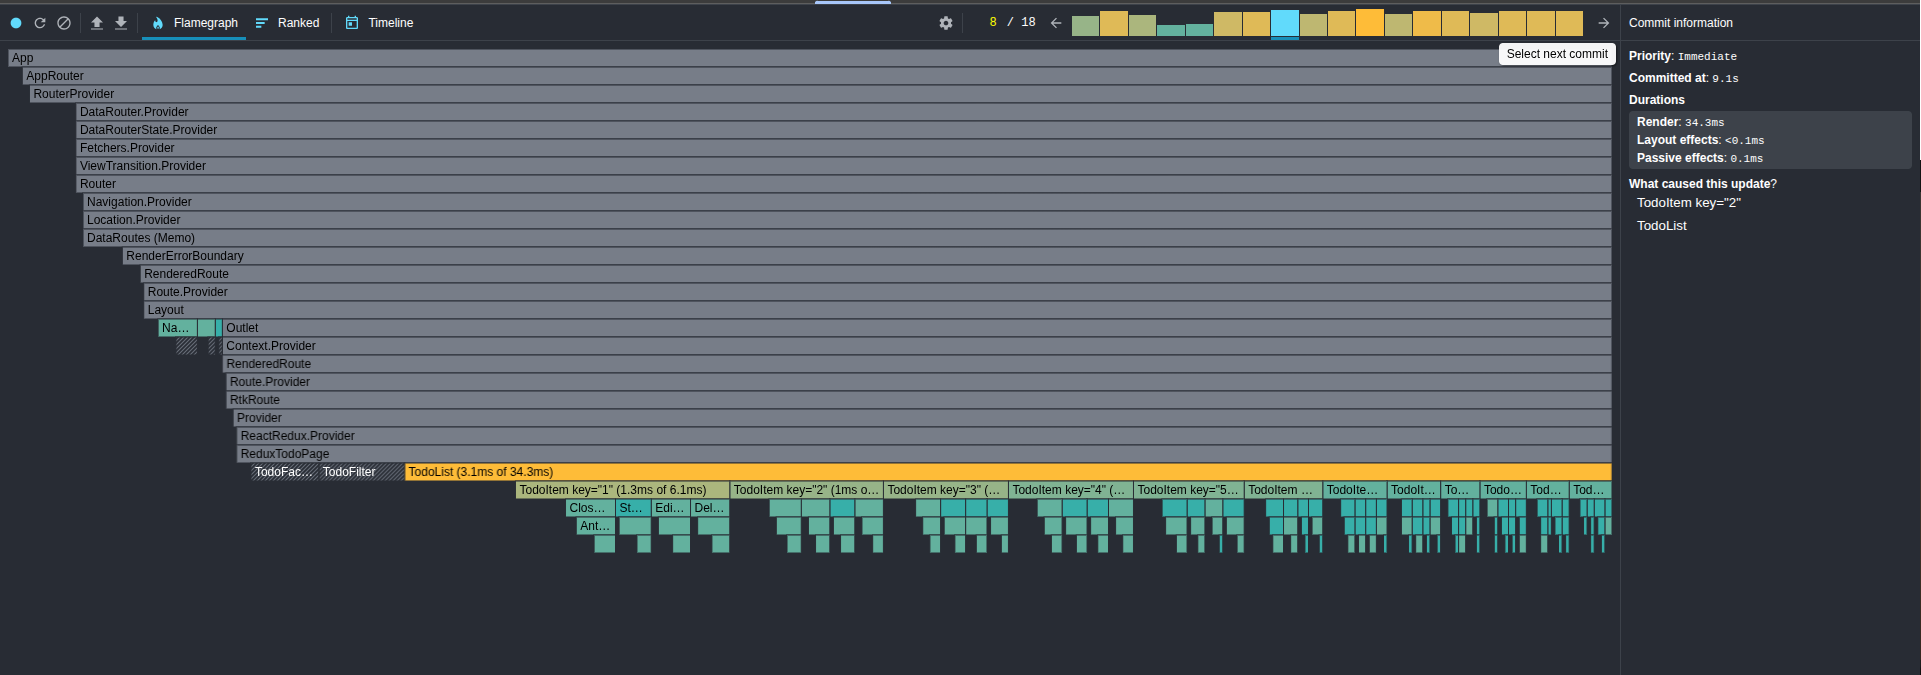 Flamegraph Ranked Timeline 8 / 18 Commit information
Select next commit
App
AppRouter
RouterProvider
DataRouter.Provider
DataRouterState.Provider
Fetchers.Provider
ViewTransition.Provider
Router
Navigation.Provider
Location.Provider
DataRoutes (Memo)
RenderErrorBoundary
RenderedRoute
Route.Provider
Layout
Na… Outlet
Context.Provider
RenderedRoute
Route.Provider
RtkRoute
Provider
ReactRedux.Provider
ReduxTodoPage
TodoFac… TodoFilter TodoList (3.1ms of 34.3ms)
TodoItem key="1" (1.3ms of 6.1ms) TodoItem key="2" (1ms o… TodoItem key="3" (… TodoItem key="4" (… TodoItem key="5… TodoItem … TodoIte… TodoIt… To… Todo… Tod… Tod…
Clos… St… Edi… Del…
Ant…
Priority: Immediate
Committed at: 9.1s
Durations
Render: 34.3ms
Layout effects: <0.1ms
Passive effects: 0.1ms
What caused this update?
TodoItem key="2"
TodoList